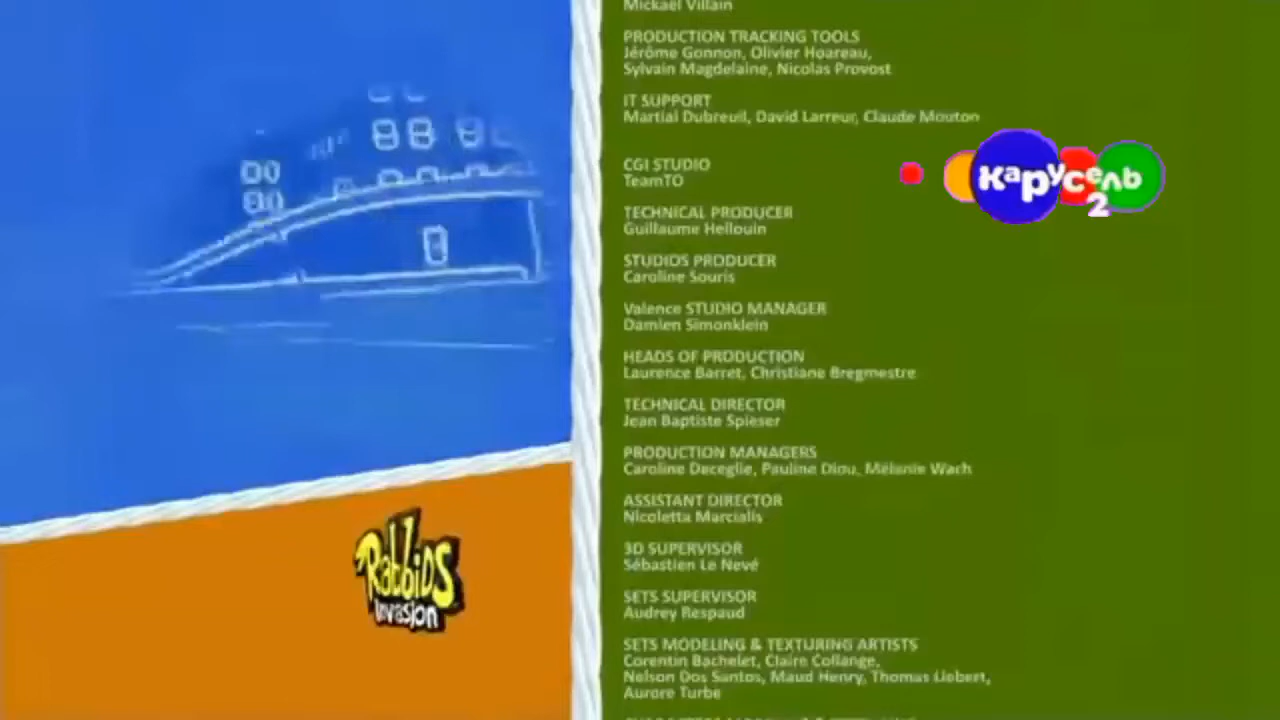 Mickaël Villain
PRODUCTION TRACKING TOOLS
Jérôme Gonnon, Olivier Hoareau,
Sylvain Magdelaine, Nicolas Provost
IT SUPPORT
Martial Dubreuil, David Larreur, Claude Mouton
CGI STUDIO
TeamTO
TECHNICAL PRODUCER
Guillaume Hellouin
STUDIOS PRODUCER
Caroline Souris
Valence STUDIO MANAGER
Damien Simonklein
HEADS OF PRODUCTION
Laurence Barret, Christiane Bregmestre
TECHNICAL DIRECTOR
Jean Baptiste Spieser
PRODUCTION MANAGERS
Caroline Deceglie, Pauline Diou, Mélanie Wach
ASSISTANT DIRECTOR
Nicoletta Marcialis
3D SUPERVISOR
Sébastien Le Nevé
SETS SUPERVISOR
Audrey Respaud
SETS MODELING & TEXTURING ARTISTS
Corentin Bachelet, Claire Collange,
Nelson Dos Santos, Maud Henry, Thomas Liebert,
Aurore Turbe
карусель
2
Rabbids
Invasion